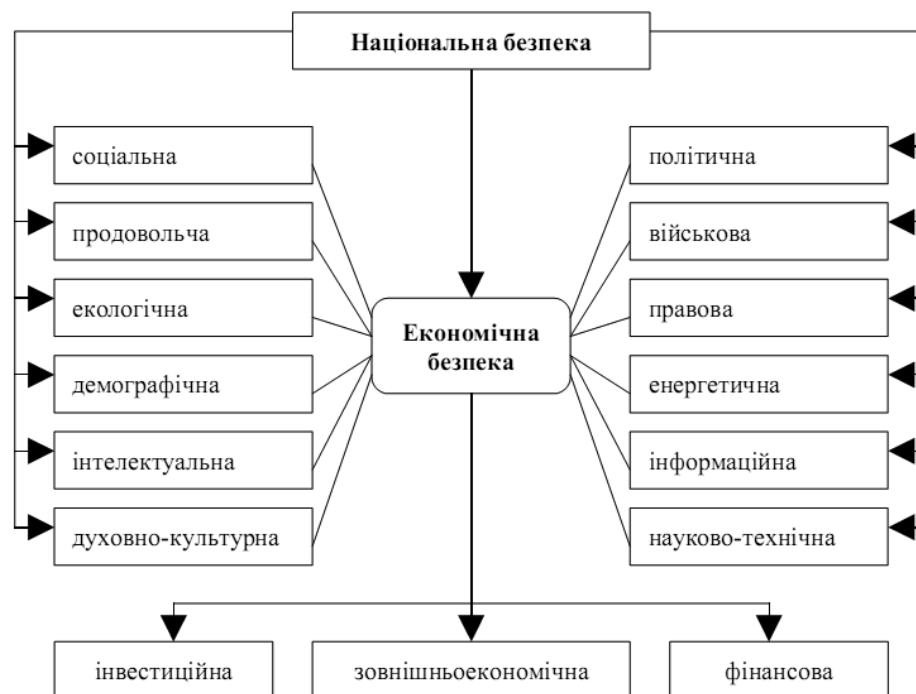 Національна безпека
соціальна
продовольча
екологічна
демографічна
інтелектуальна
духовно-культурна
Економічна
безпека
політична
військова
правова
енергетична
інформаційна
науково-технічна
інвестиційна
зовнішньоекономічна
фінансова